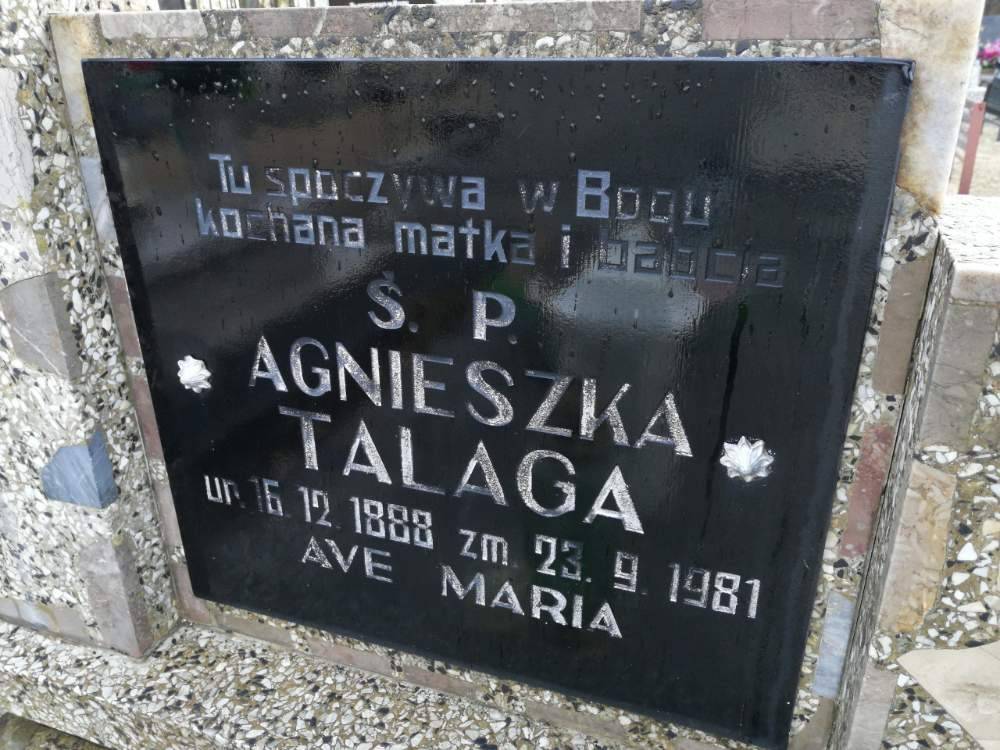 Tu spoczywa w Bogu
kochana matka i babcia
Ś. P.
AGNIESZKA
TALAGA
ur. 16. 12. 1888 zm. 23. 9. 1981
AVE MARIA